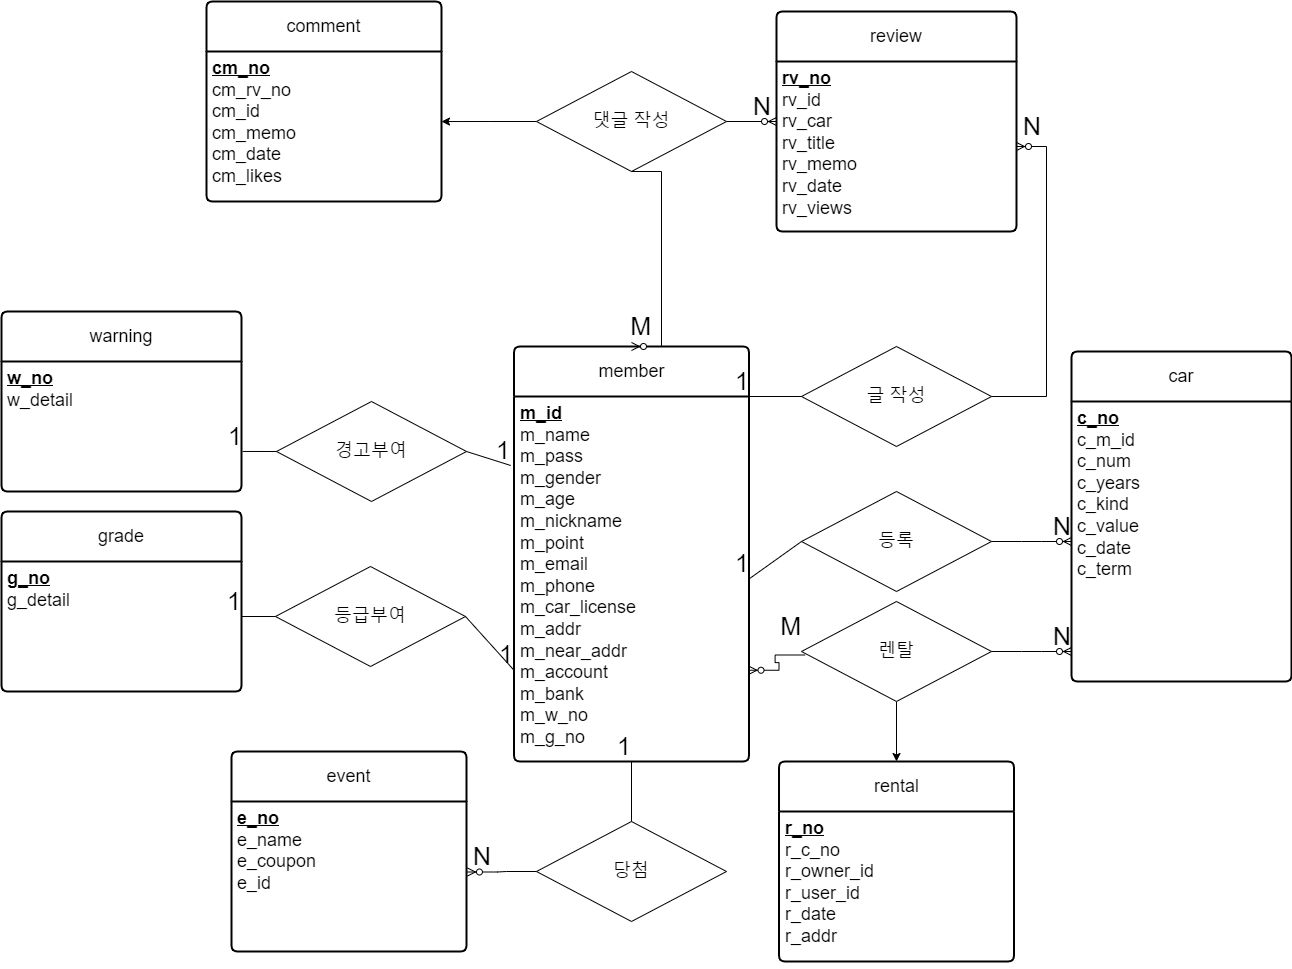 comment
cm_no
cm_rv_no
cm_id
cm_memo
cm_date
cm_likes
댓글 작성
N
review
rv_no
rv_id
rv_car
rv_title
rv_memo
rv_date
rv_views
N
M
warning
w_no
w_detail
1
경고부여
1
grade
g_no
g_detail
1
등급부여
1
member
m_id
m_name
m_pass
m_gender
m_age
m_nickname
m_point
m_email
m_phone
m_car_license
m_addr
m_near_addr
m_account
m_bank
m_w_no
m_g_no
1
글 작성
1
등록
N
M
렌탈
N
car
c_no
c_m_id
c_num
c_years
c_kind
c_value
c_date
c_term
1
event
e_no
e_name
e_coupon
e_id
N
당첨
rental
r_no
r_c_no
r_owner_id
r_user_id
r_date
r_addr